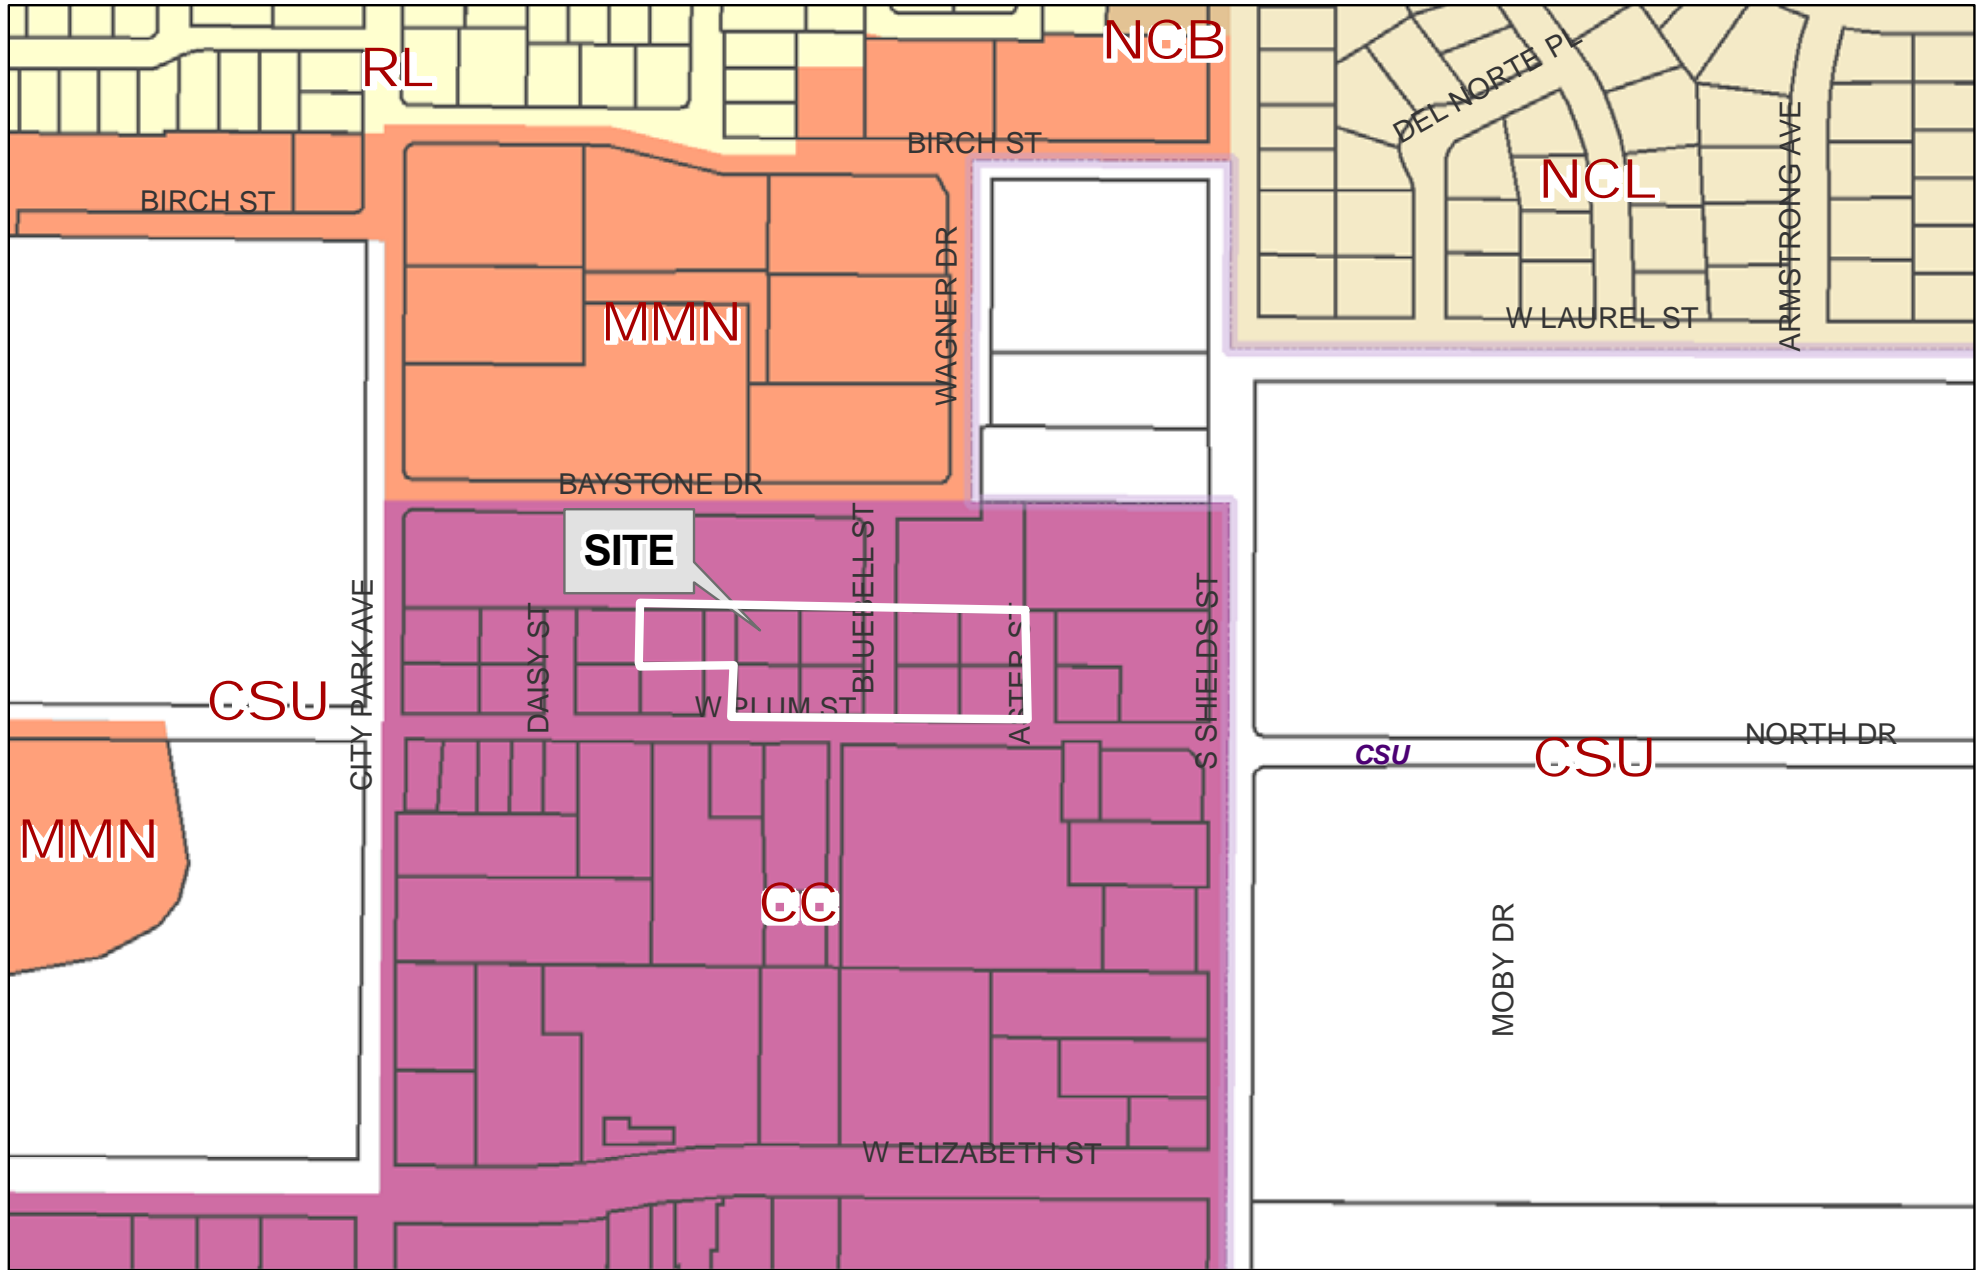 NCB
RL
DEL NORTE PL
BIRCH ST
NCL
ARMSTRONG AVE
BIRCH ST
WAGNER DR
MMN
W LAUREL ST
BAYSTONE DR
SITE
BLUEBELL ST
CITY PARK AVE
DAISY ST
ASTER ST
S SHIELDS ST
CSU
W PLUM ST
NORTH DR
CSU
CSU
MMN
CC
MOBY DR
W ELIZABETH ST